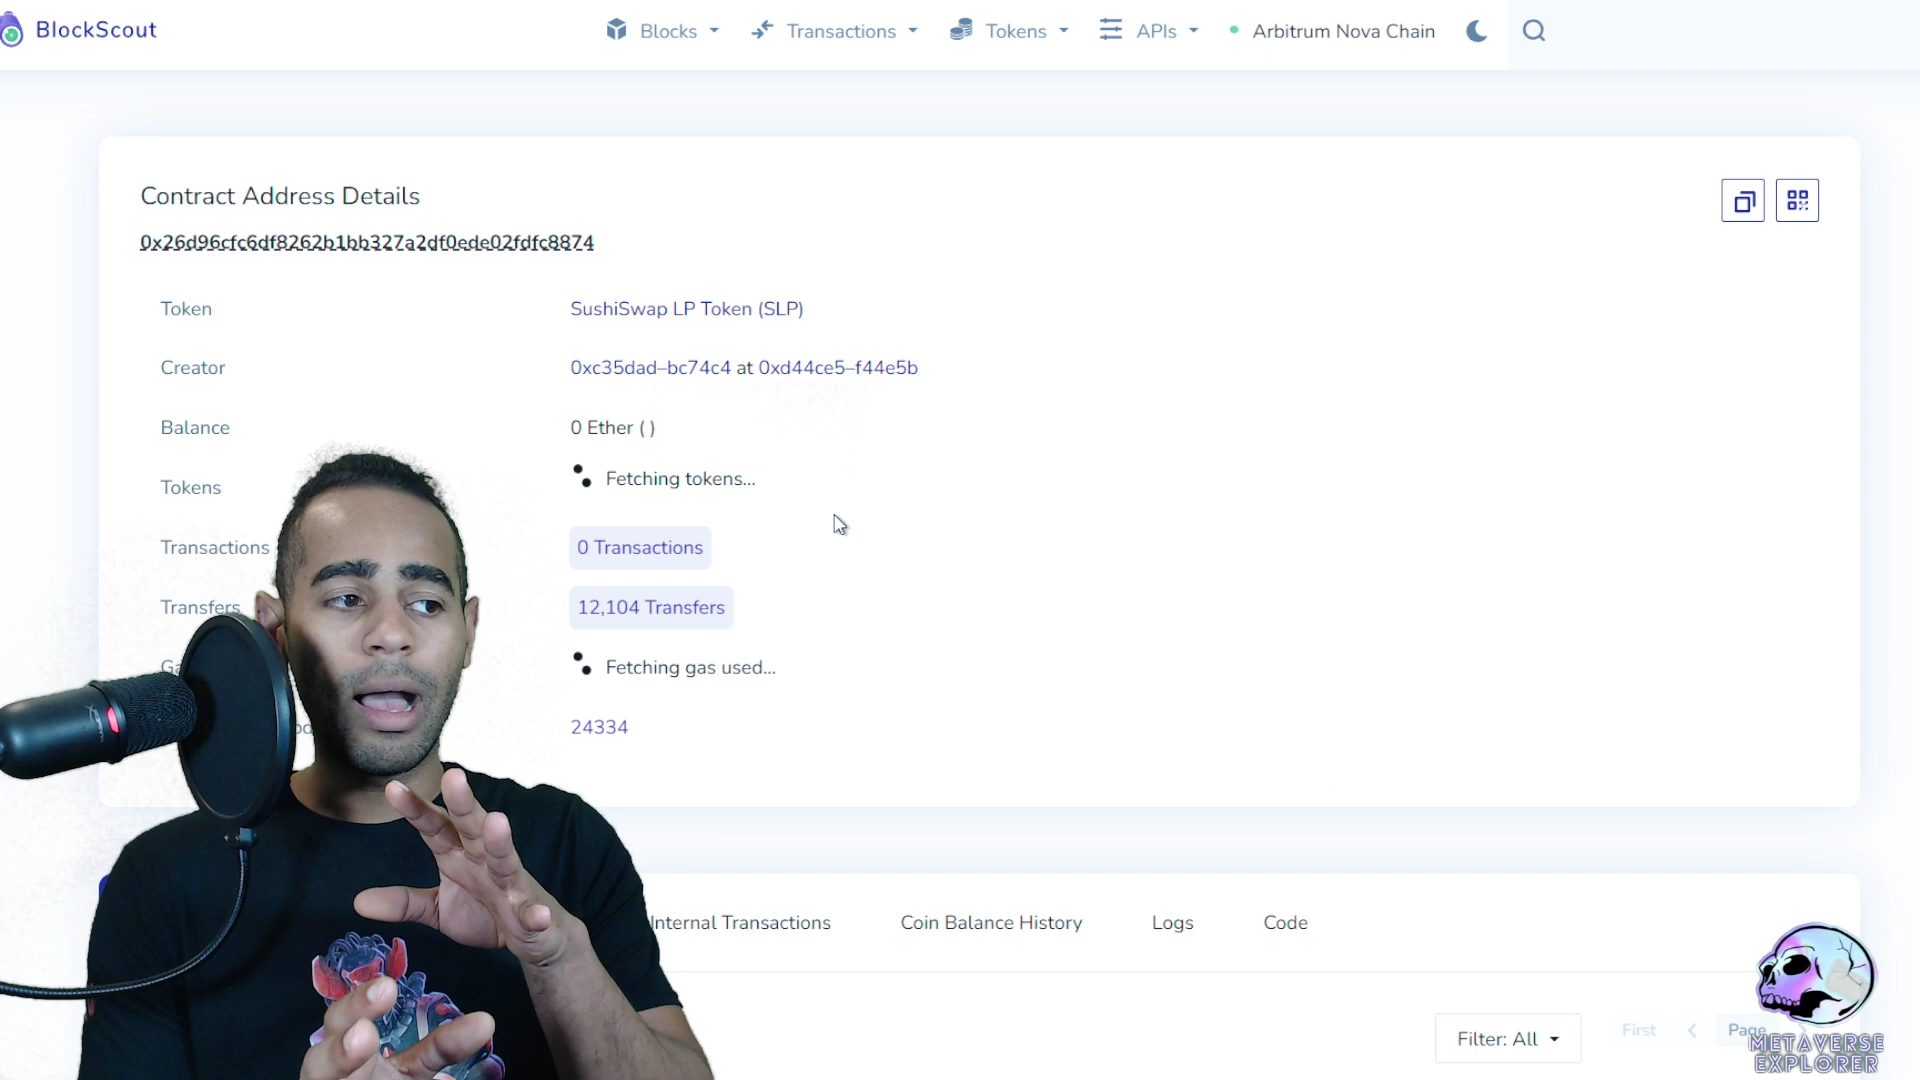 BlockScout
Blocks
Transactions
Tokens
APIs
Arbitrum Nova Chain
Contract Address Details
0x26d96cfc6df8262b1bb327a2df0ede02fdfc8874
Token
SushiSwap LP Token (SLP)
Creator
0xc35dad–bc74c4 at 0xd44ce5–f44e5b
Balance
0 Ether ( )
Tokens
Fetching tokens...
Transactions
0 Transactions
Transfers
12,104 Transfers
Fetching gas used...
24334
Internal Transactions
Coin Balance History
Logs
Code
Filter: All
First
Page
METAVERSE
EXPLORER